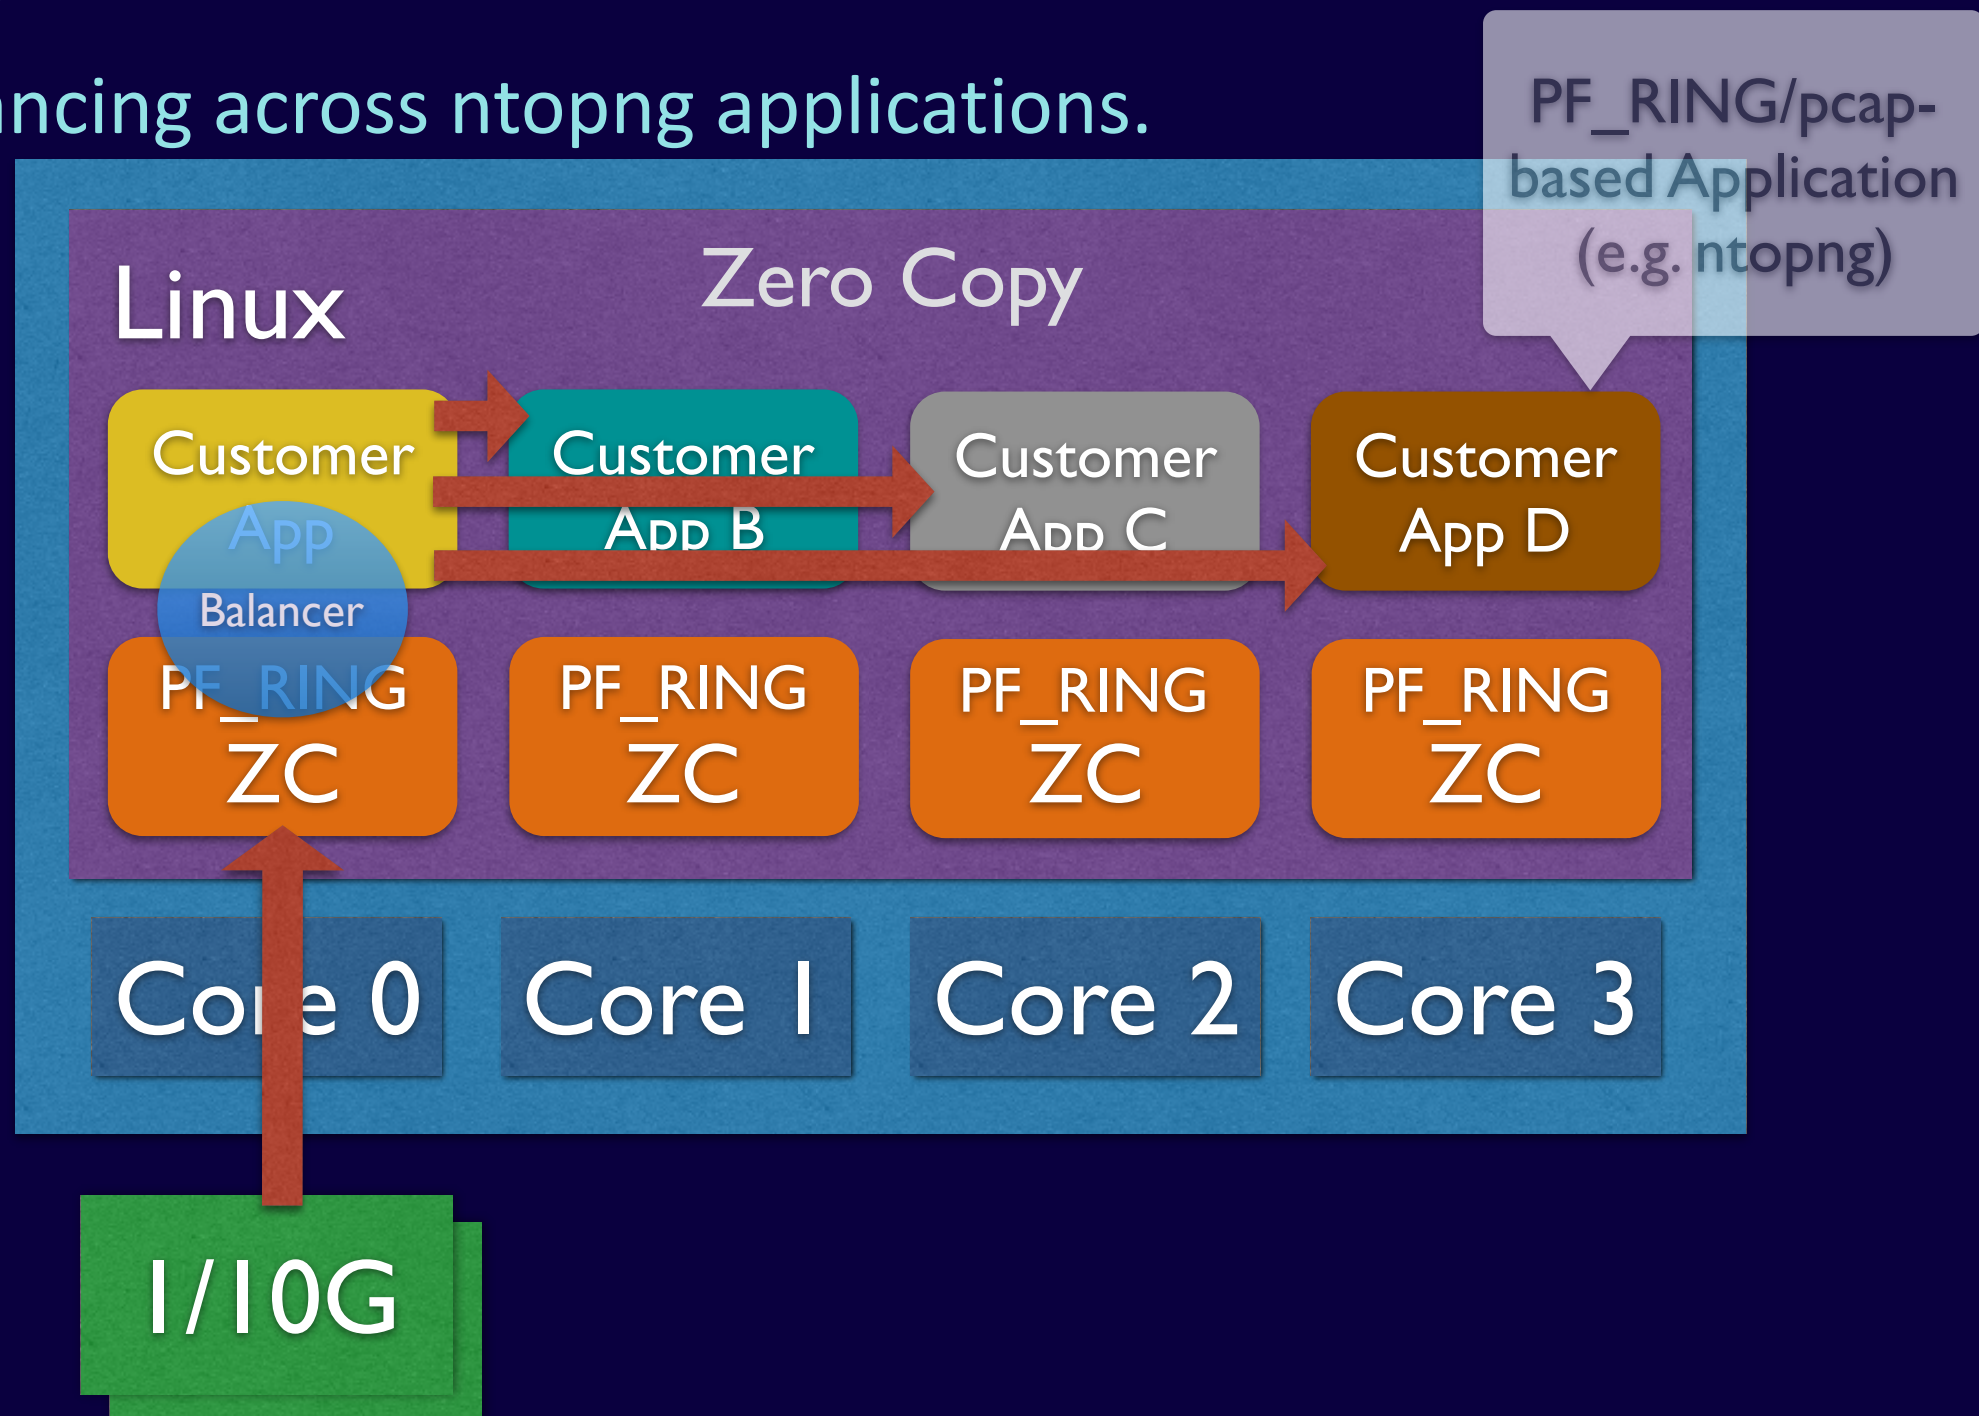 ncing across ntopng applications.
PF_RING/pcap-
based Application
(e.g. ntopng)
Linux
Zero Copy
Customer
App
Customer
App B
Customer
App C
Customer
App D
Balancer
PF_RING
ZC
PF_RING
ZC
PF_RING
ZC
PF_RING
ZC
Core 0
Core 1
Core 2
Core 3
1/10G